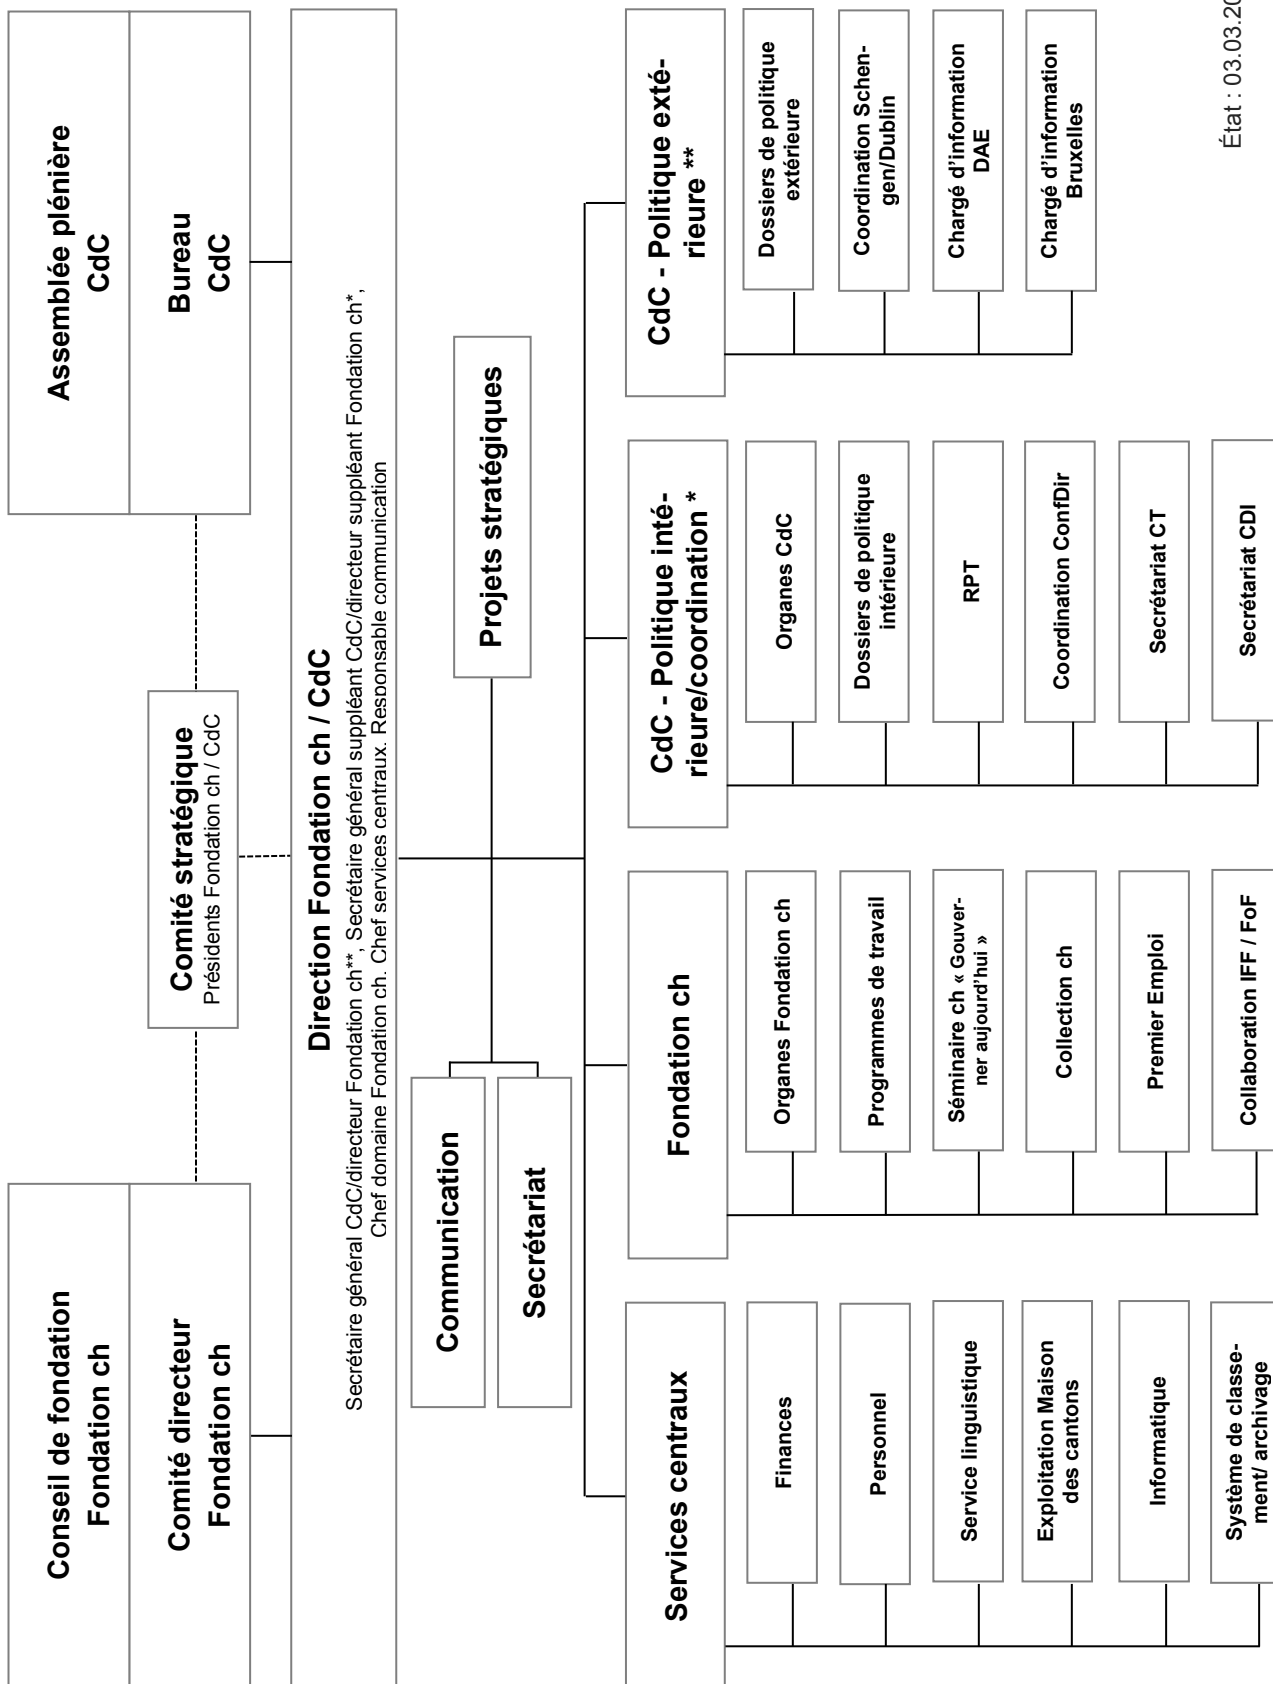 Conseil de fondation
Fondation ch
Comité directeur
Fondation ch
Comité stratégique
Présidents Fondation ch / CdC
Assemblée plénière
CdC
Bureau
CdC
Direction Fondation ch / CdC
Secrétaire général CdC/directeur Fondation ch**, Secrétaire général suppléant CdC/directeur suppléant Fondation ch*,
Chef domaine Fondation ch. Chef services centraux. Responsable communication
Communication
Secrétariat
Projets stratégiques
Services centraux
Finances
Personnel
Service linguistique
Exploitation Maison
des cantons
Informatique
Système de classe-
ment/ archivage
Fondation ch
Organes Fondation ch
Programmes de travail
Séminaire ch « Gouver-
ner aujourd'hui »
Collection ch
Premier Emploi
Collaboration IFF / FoF
CdC - Politique inté-
rieure/coordination *
Organes CdC
Dossiers de politique
intérieure
RPT
Coordination ConfDir
Secrétariat CT
Secrétariat CDI
CdC - Politique exté-
rieure **
Dossiers de politique
extérieure
Coordination Schen-
gen/Dublin
Chargé d'information
DAE
Chargé d'information
Bruxelles
État : 03.03.20